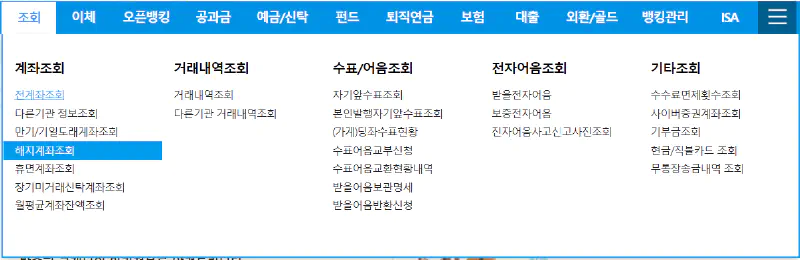 조회 이체 오픈뱅킹 공과금 예금/신탁 펀드 퇴직연금 보험 대출 외환/골드 뱅킹관리 ISA
계좌조회
전계좌조회
다른기관 정보조회
만기/기일도래계좌조회
해지계좌조회
휴면계좌조회
장기미거래신탁계좌조회
월평균계좌잔액조회
거래내역조회
거래내역조회
다른기관 거래내역조회
수표/어음조회
자기앞수표조회
본인발행자기앞수표조회
(가계)당좌수표현황
수표어음교부신청
수표어음교환현황내역
받을어음보관명세
받을어음반환신청
전자어음조회
받을전자어음
보증전자어음
전자어음사고신고사진조회
기타조회
수수료면제횟수조회
사이버증권계좌조회
기부금조회
현금/직불카드 조회
무통장송금내역 조회